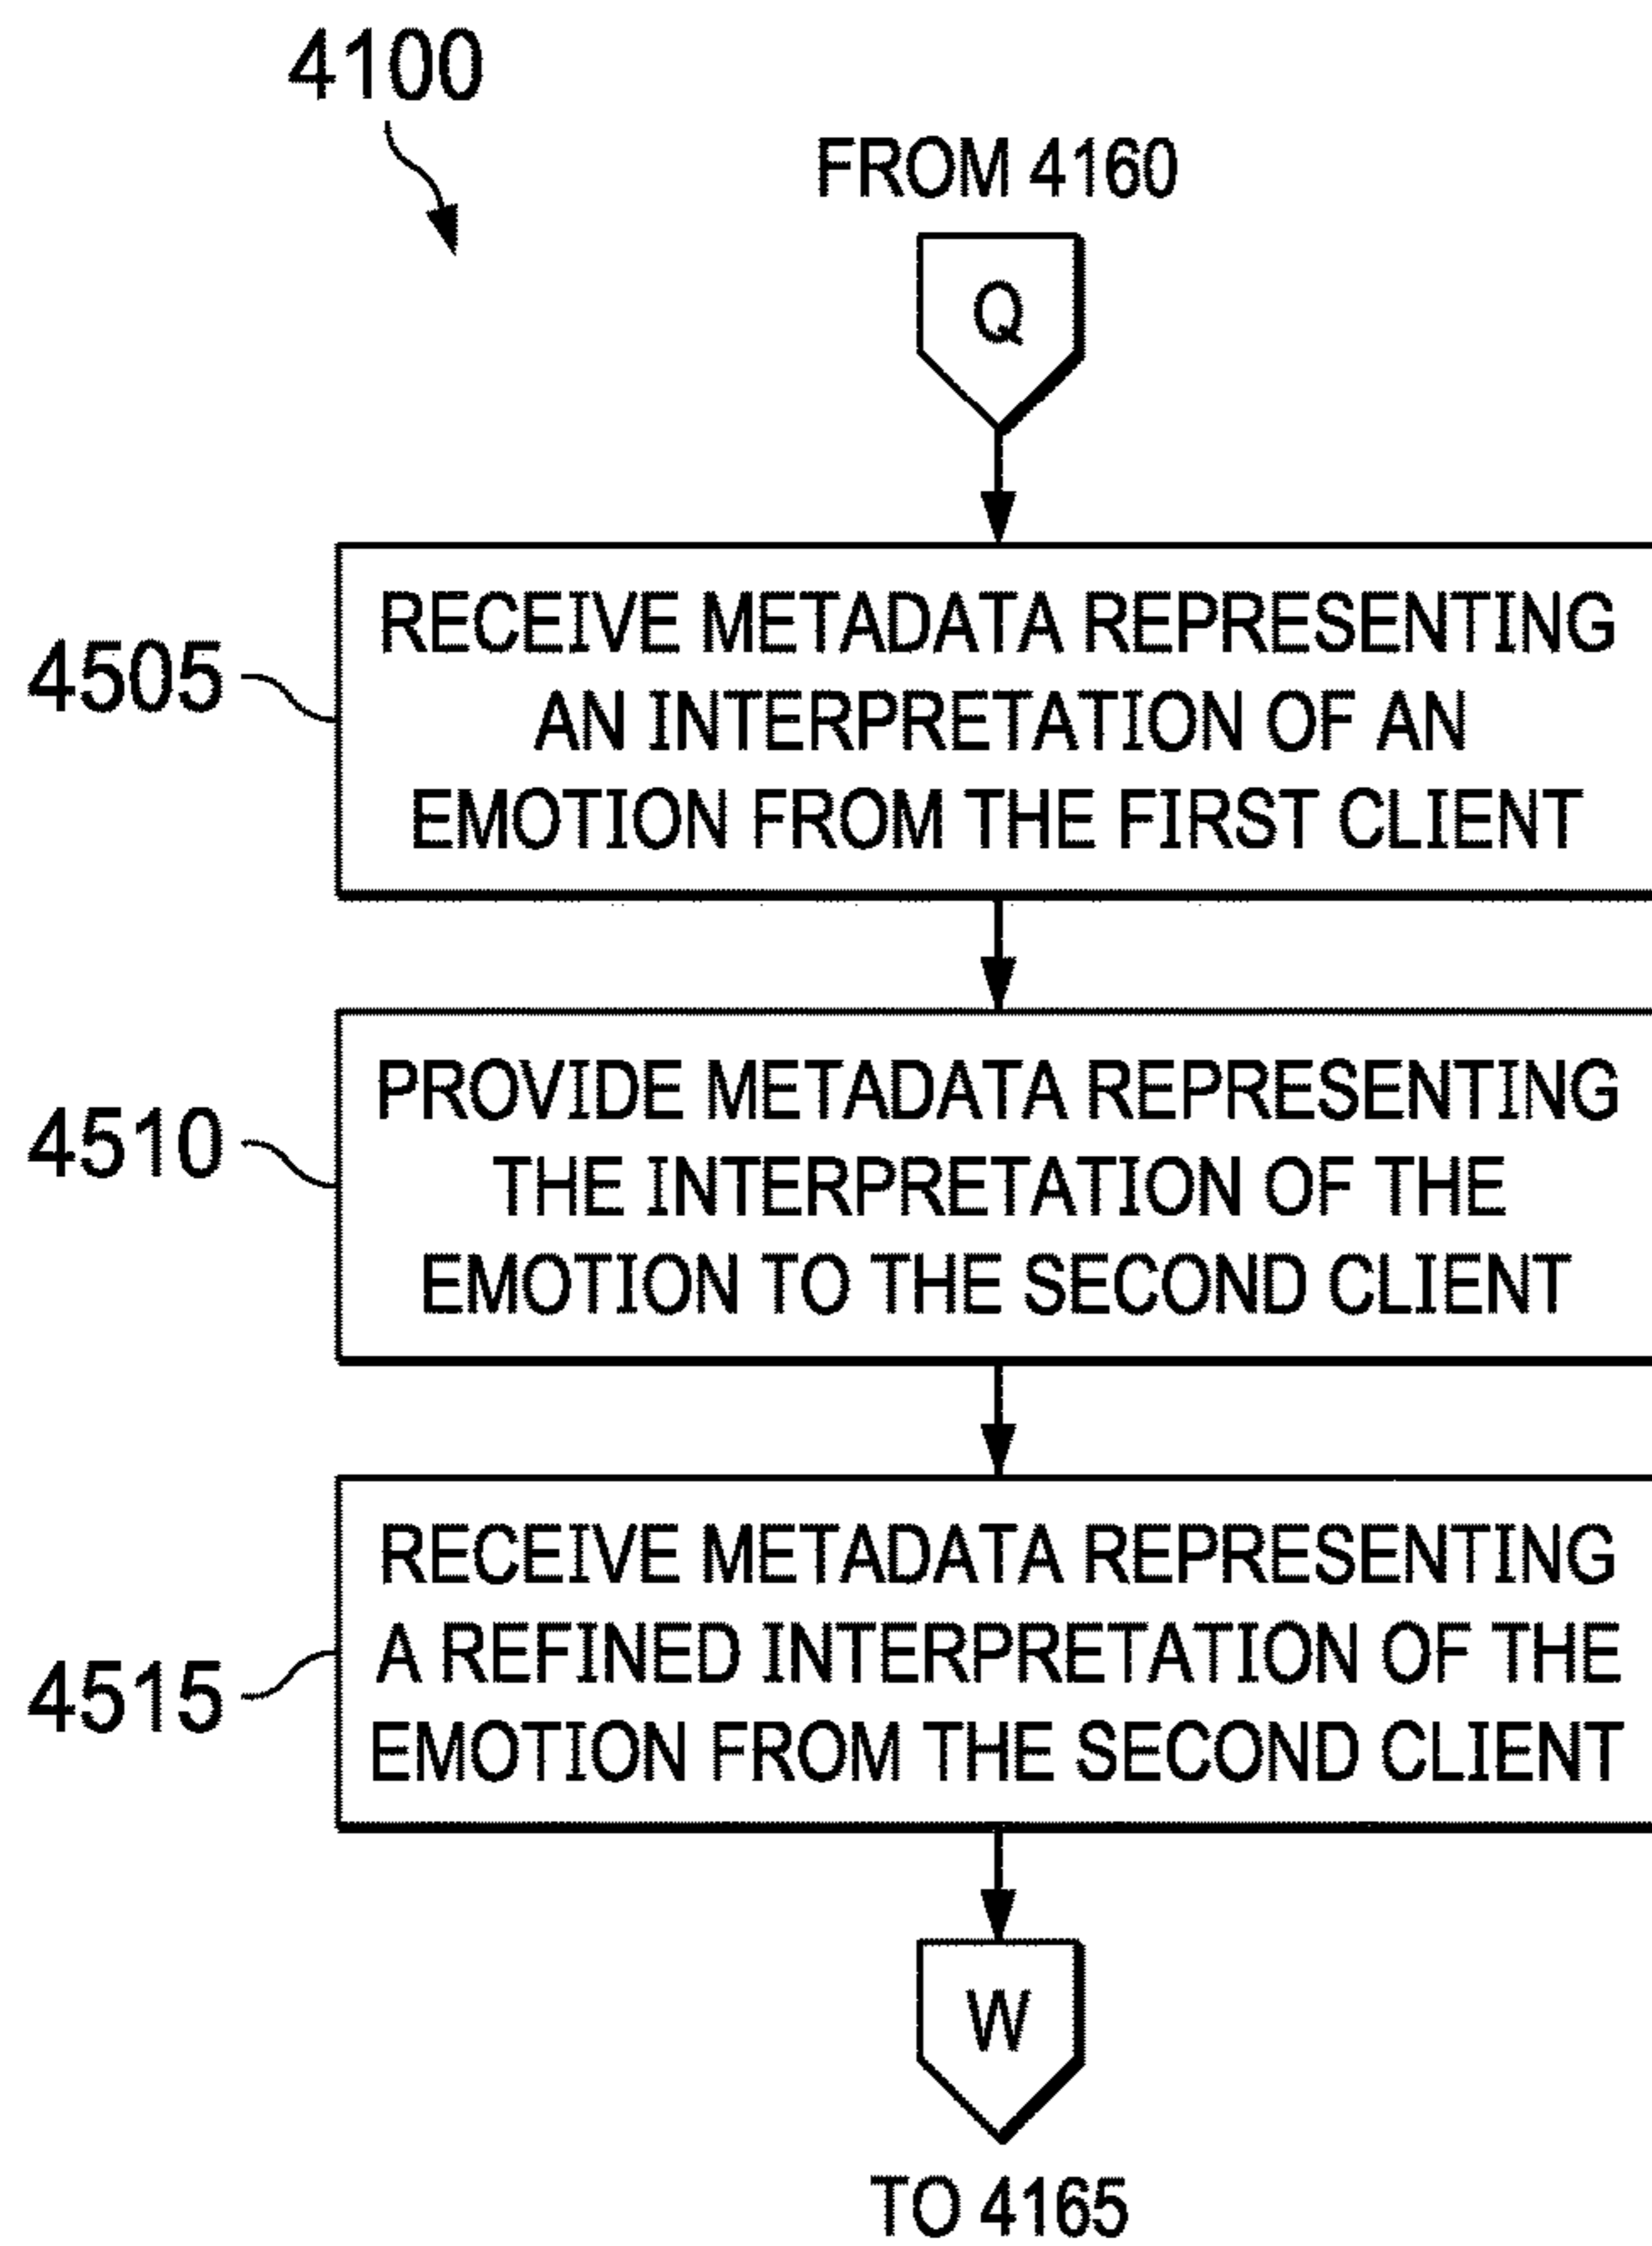 4100
FROM 4160
Q
RECEIVE METADATA REPRESENTING
AN INTERPRETATION OF AN
EMOTION FROM THE FIRST CLIENT
4505
PROVIDE METADATA REPRESENTING
THE INTERPRETATION OF THE
EMOTION TO THE SECOND CLIENT
4510
RECEIVE METADATA REPRESENTING
A REFINED INTERPRETATION OF THE
EMOTION FROM THE SECOND CLIENT
4515
W
TO 4165